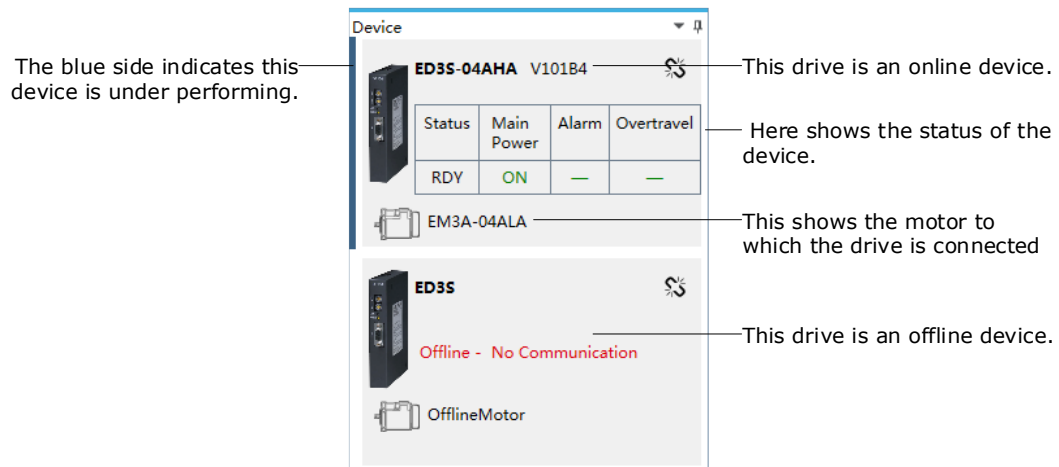 Device
The blue side indicates this
device is under performing.
ED3S-04AHA V101B4
This drive is an online device.
Status Main Power Alarm Overtravel
RDY ON — —
Here shows the status of the
device.
EM3A-04ALA
This shows the motor to
which the drive is connected
ED3S
Offline - No Communication
This drive is an offline device.
OfflineMotor